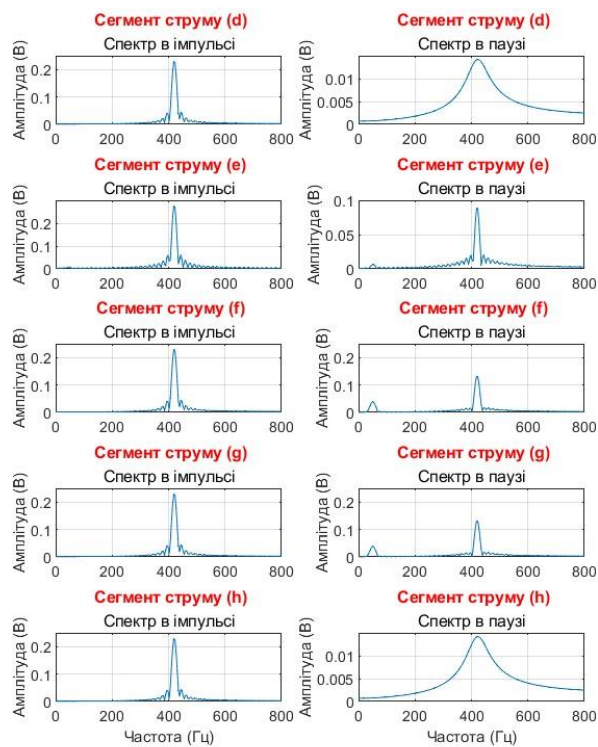 Сегмент струму (d)
Спектр в імпульсі
Амплітуда (В)
0.2
0.1
0
0 200 400 600 800
Сегмент струму (d)
Спектр в паузі
Амплітуда (В)
0.01
0.005
0
0 200 400 600 800
Сегмент струму (e)
Спектр в імпульсі
Амплітуда (В)
0.2
0.1
0
0 200 400 600 800
Сегмент струму (e)
Спектр в паузі
Амплітуда (В)
0.1
0.05
0
0 200 400 600 800
Сегмент струму (f)
Спектр в імпульсі
Амплітуда (В)
0.2
0.1
0
0 200 400 600 800
Сегмент струму (f)
Спектр в паузі
Амплітуда (В)
0.2
0.1
0
0 200 400 600 800
Сегмент струму (g)
Спектр в імпульсі
Амплітуда (В)
0.2
0.1
0
0 200 400 600 800
Сегмент струму (g)
Спектр в паузі
Амплітуда (В)
0.2
0.1
0
0 200 400 600 800
Сегмент струму (h)
Спектр в імпульсі
Амплітуда (В)
0.2
0.1
0
0 200 400 600 800
Частота (Гц)
Сегмент струму (h)
Спектр в паузі
Амплітуда (В)
0.01
0.005
0
0 200 400 600 800
Частота (Гц)